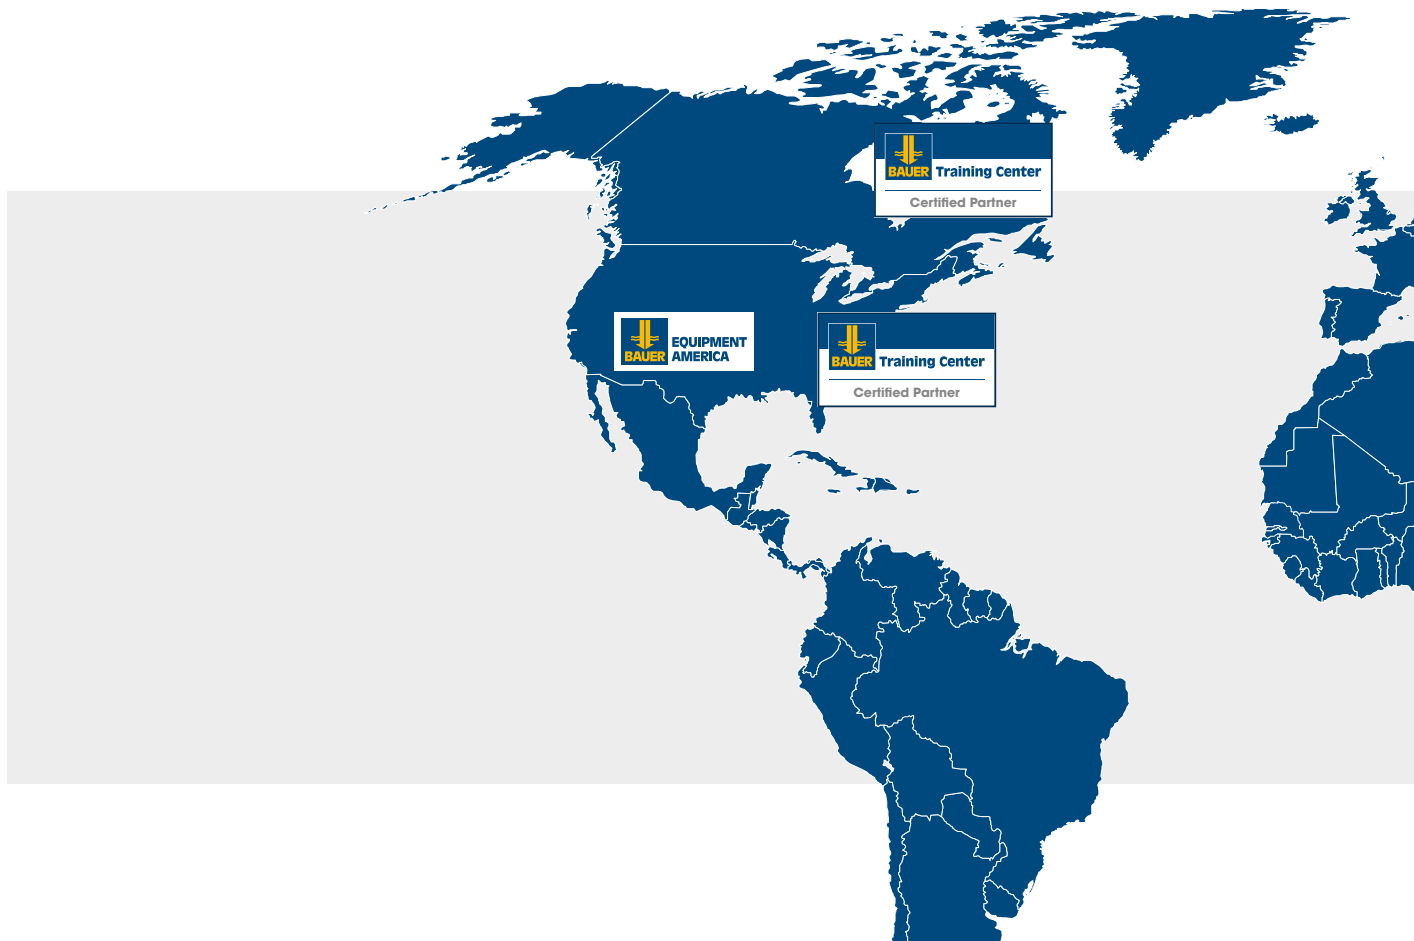 BAUER Training Center
Certified Partner
BAUER EQUIPMENT
AMERICA
BAUER Training Center
Certified Partner